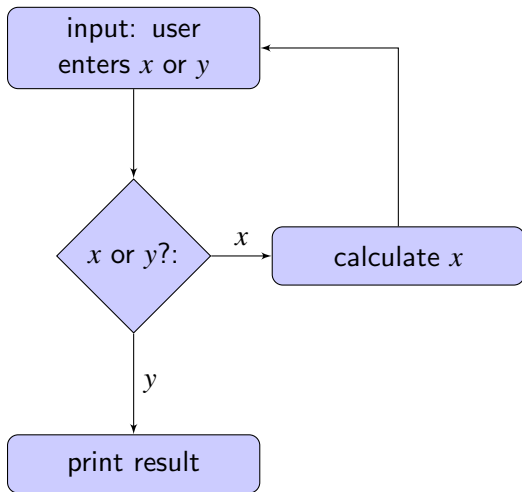 input: user
enters x or y
x or y?:
x
calculate x
y
print result